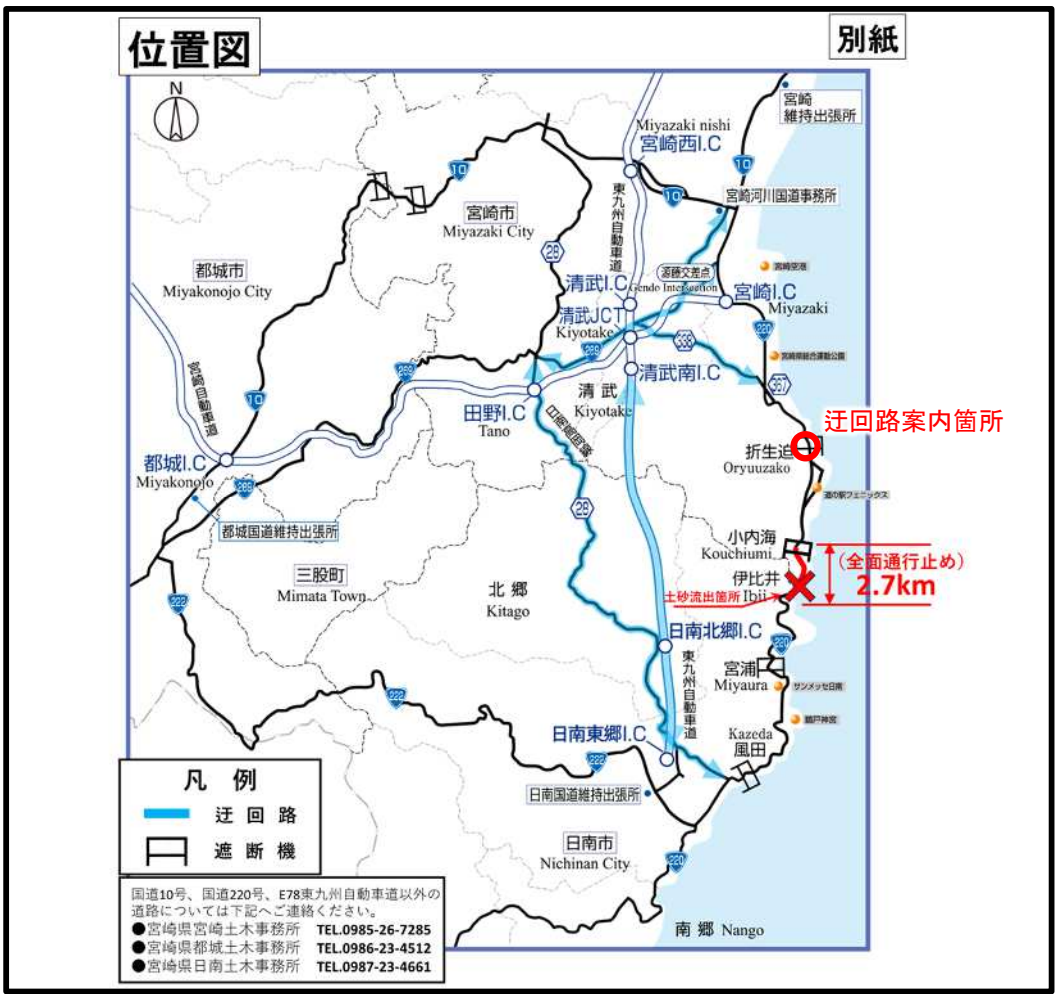 位置図
別紙
N
宮崎
維持出張所
Miyazaki nishi
宮崎西I.C
10
10
10
東九州自動車道
宮崎河川国道事務所
宮崎市
Miyazaki City
28
都城市
Miyakonojo City
源藤交差点
Gendo Intersection
宮崎空港
清武I.C
宮崎I.C
Miyazaki
清武JCT
Kiyotake
220
338
269
宮崎県総合運動公園
269
清武南I.C
367
宮崎自動車道
10
田野I.C
Tano
清武
Kiyotake
迂回路案内箇所
折生迫
Oryuuzako
都城I.C
Miyakonojo
269
道の駅フェニックス
28
都城国道維持出張所
小内海
Kouchiumi
(全面通行止め)
2.7km
三股町
Mimata Town
北郷
Kitago
伊比井
Ibii
土砂流出箇所
222
日南北郷I.C
220
東九州自動車道
宮浦
Miyaura
サンメッセ日南
222
鵜戸神宮
日南東郷I.C
Kazeda
風田
222
日南国道維持出張所
日南市
Nichinan City
220
南郷 Nango
凡例
迂回路
遮断機
国道10号、国道220号、E78東九州自動車道以外の
道路については下記へご連絡ください。
●宮崎県宮崎土木事務所 TEL.0985-26-7285
●宮崎県都城土木事務所 TEL.0986-23-4512
●宮崎県日南土木事務所 TEL.0987-23-4661